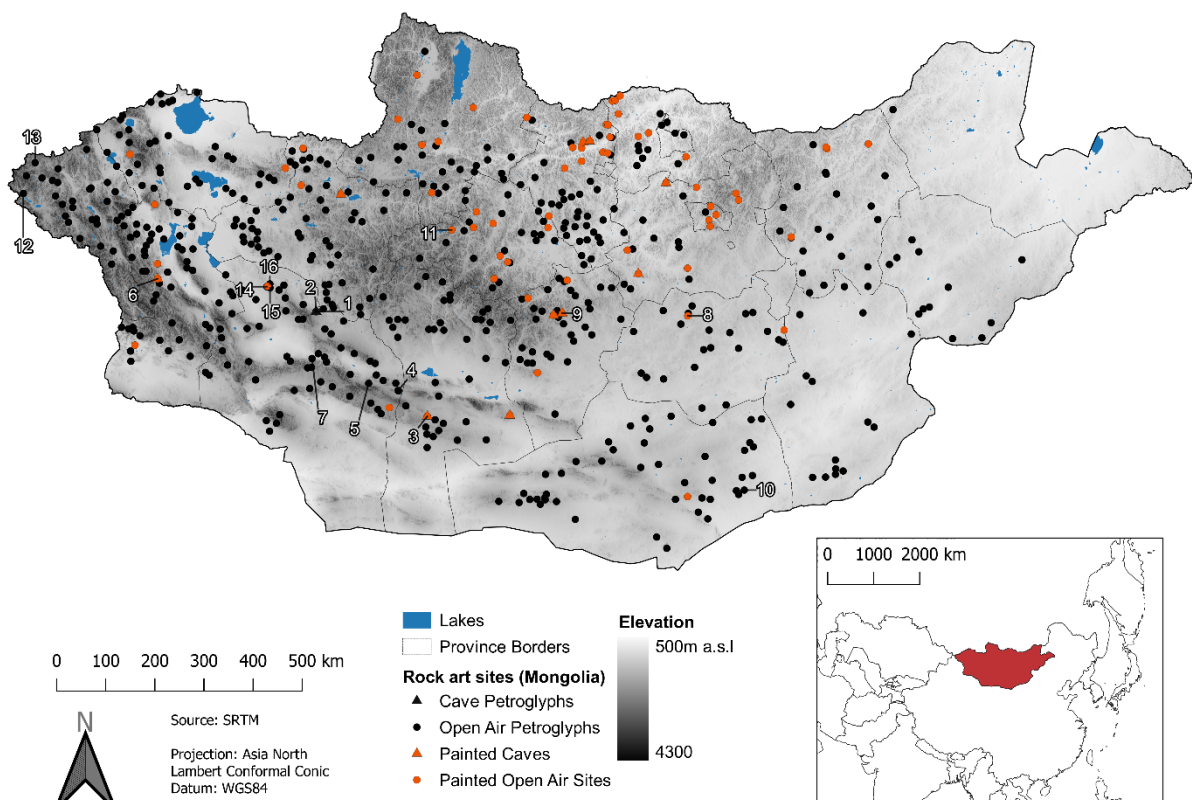 13
12
11
6
16
14
15
2
1
9
8
4
7
5
3
10
0 1000 2000 km
Lakes
Province Borders
Rock art sites (Mongolia)
Cave Petroglyphs
Open Air Petroglyphs
Painted Caves
Painted Open Air Sites
Elevation
500m a.s.l
4300
0 100 200 300 400 500 km
N
Source: SRTM
Projection: Asia North
Lambert Conformal Conic
Datum: WGS84